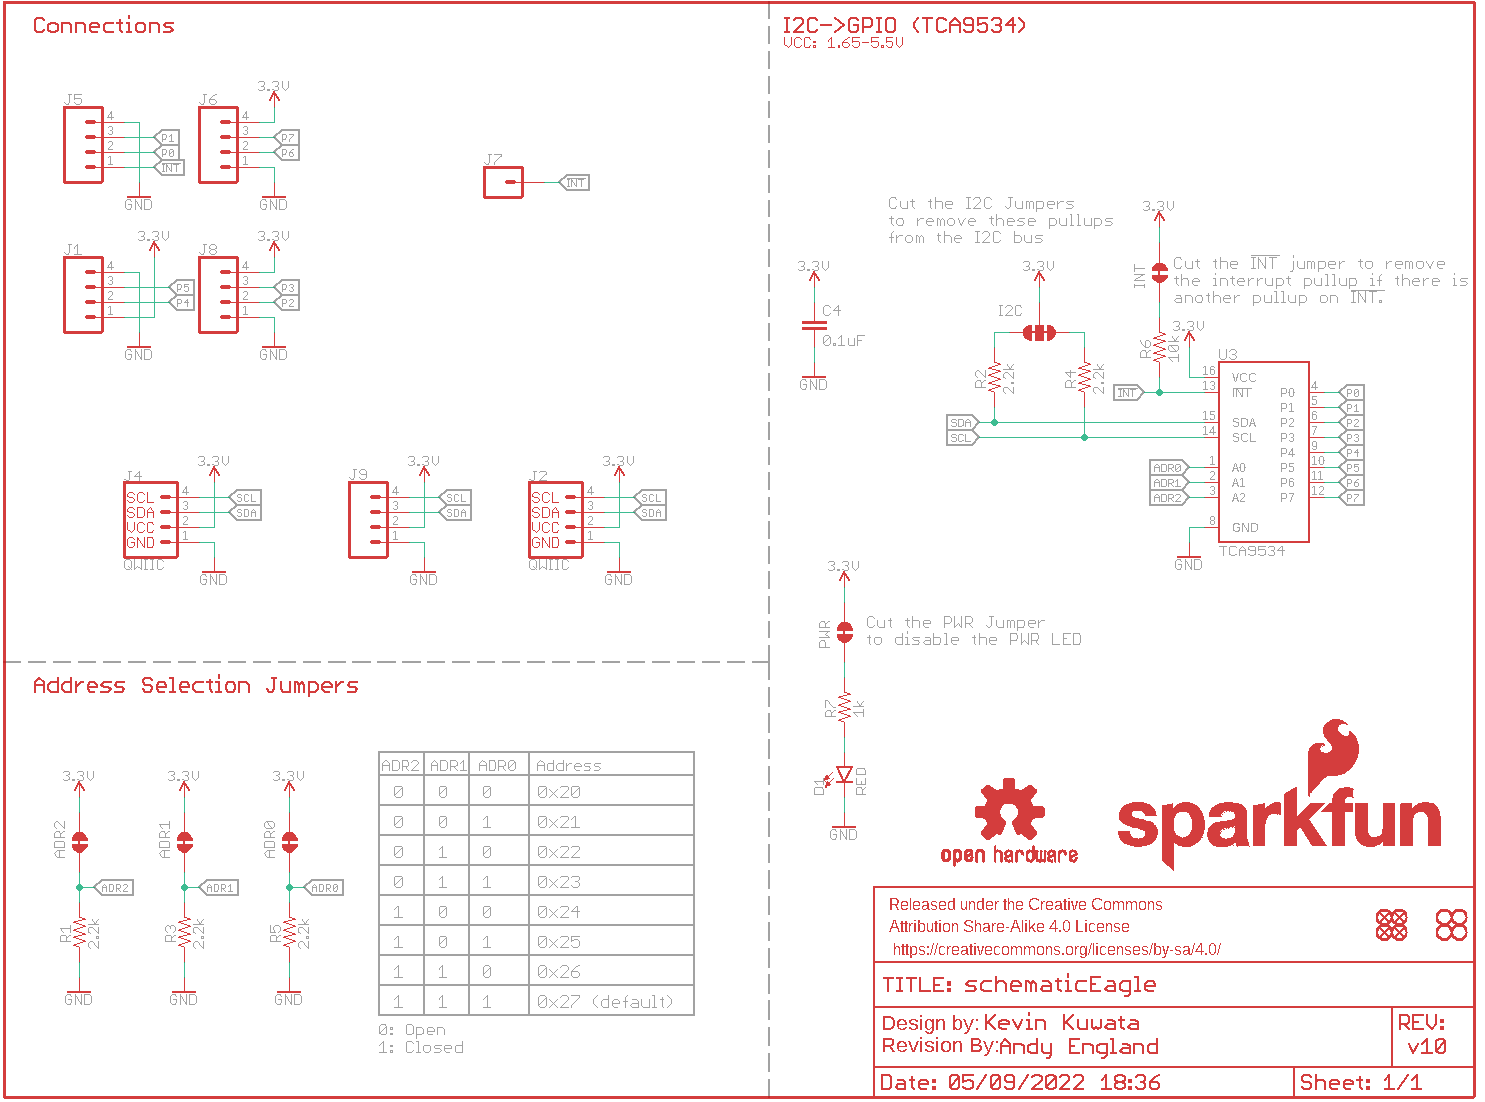 Connections
J5
4
3
2
1
P1
P0
INT
GND
J6
3.3V
4
3
2
1
P7
P6
GND
J7
INT
J1
3.3V
4
3
2
1
P5
P4
GND
J8
3.3V
4
3
2
1
P3
P2
GND
J4
3.3V
SCL 4 SCL
SDA 3 SDA
VCC 2
GND 1
QWIIC
GND
J9
3.3V
4 SCL
3 SDA
2
1
GND
J2
3.3V
SCL 4 SCL
SDA 3 SDA
VCC 2
GND 1
QWIIC
GND
Address Selection Jumpers
3.3V
ADR2
ADR2
R1
2.2k
GND
3.3V
ADR1
ADR1
R3
2.2k
GND
3.3V
ADR0
ADR0
R5
2.2k
GND
ADR2 ADR1 ADR0 Address
0 0 0 0x20
0 0 1 0x21
0 1 0 0x22
0 1 1 0x23
1 0 0 0x24
1 0 1 0x25
1 1 0 0x26
1 1 1 0x27 (default)
0: Open
1: Closed
I2C->GPIO (TCA9534)
VCC: 1.65-5.5V
3.3V
C4
0.1uF
GND
Cut the I2C Jumpers
to remove these pullups
from the I2C bus
3.3V
I2C
R2
2.2k
R4
2.2k
SDA
SCL
3.3V
INT
Cut the INT jumper to remove
the interrupt pullup if there is
another pullup on INT.
R6
10k
3.3V
INT
U3
16 VCC
13 INT
15 SDA
14 SCL
ADR0 1 A0
ADR1 2 A1
ADR2 3 A2
8 GND
P0 4 P0
P1 5 P1
P2 6 P2
P3 7 P3
P4 9 P4
P5 10 P5
P6 11 P6
P7 12 P7
TCA9534
GND
3.3V
PWR
Cut the PWR Jumper
to disable the PWR LED
R7
1k
D1
RED
GND
open hardware
sparkfun
Released under the Creative Commons
Attribution Share-Alike 4.0 License
https://creativecommons.org/licenses/by-sa/4.0/
TITLE: schematicEagle
Design by: Kevin Kuwata
Revision By: Andy England
REV:
v10
Date: 05/09/2022 18:36
Sheet: 1/1